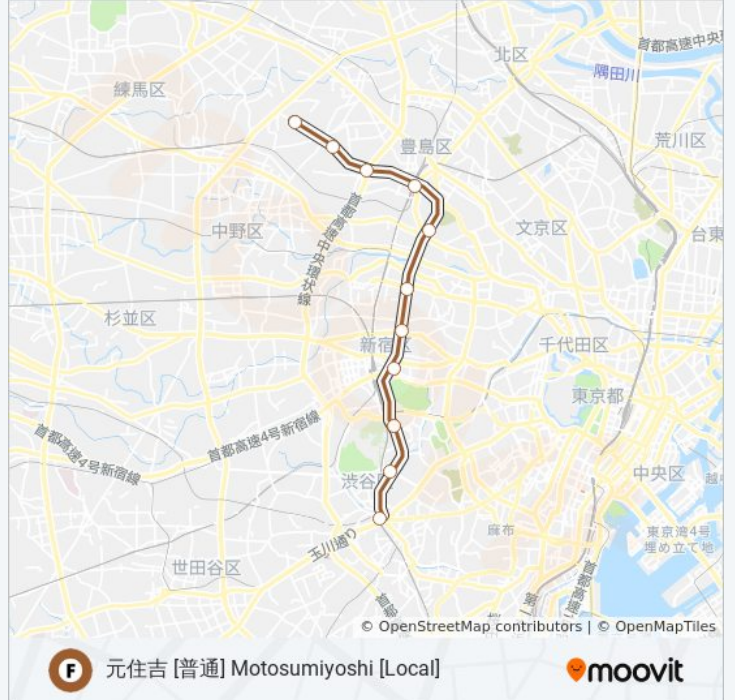 首都高速中央環
北区
隅田川
練馬区
荒川区
豊島区
首都高速中央環状線
文京区
台東
中野区
杉並区
新宿区
千代田区
東京都
首都高速4号新宿線
首都高速4号新宿線
渋谷
中央区
麻布
東京湾4号
埋め立て地
玉川通り
世田谷区
首都
首都高速
第一
© OpenStreetMap contributors | © OpenMapTiles
F 元住吉 [普通] Motosumiyoshi [Local]
moovit